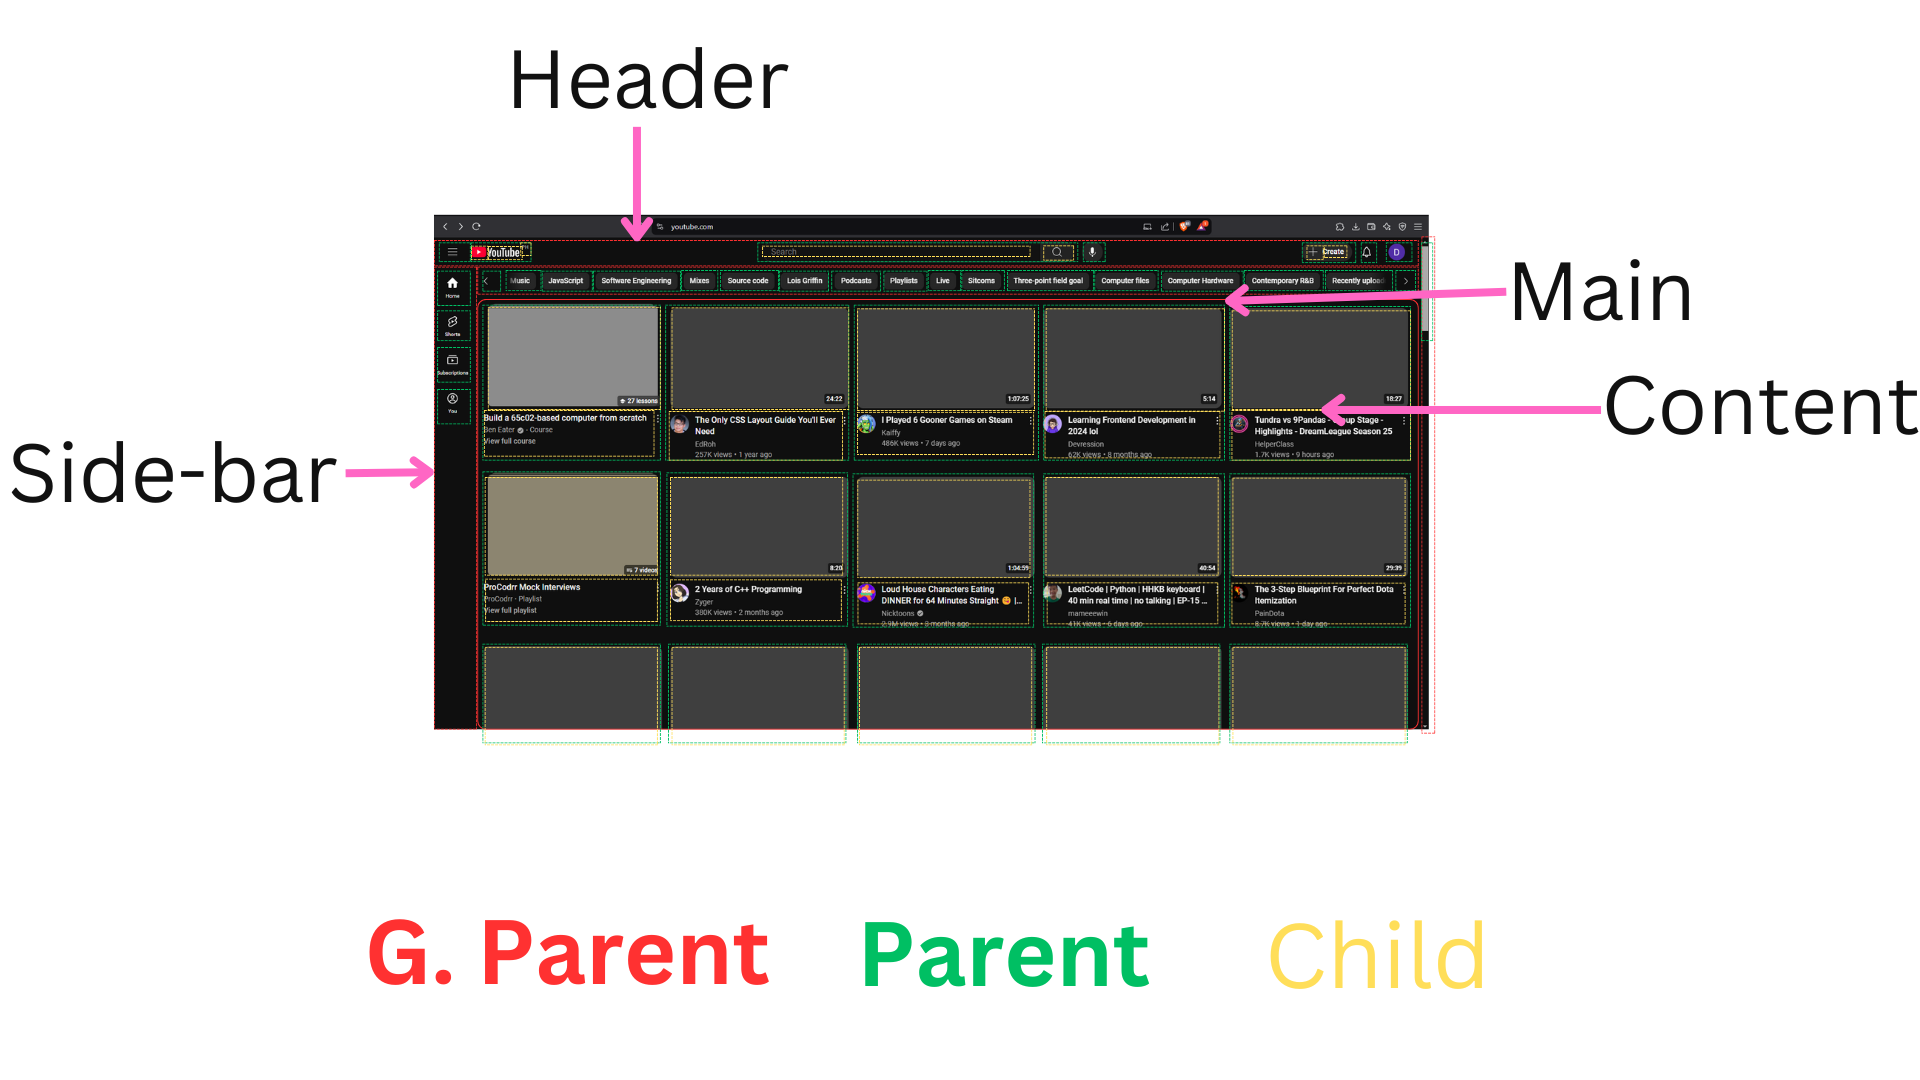 Header
youtube.com
YouTube PH
Search
Create
D
Music JavaScript Software Engineering Mixes Source code Lois Griffin Podcasts Playlists Live Sitcoms Three-point field goal Computer files Computer Hardware Contemporary R&B Recently uploa
Main
Home
Shorts
Subscriptions
You
27 lessons
24:22
1:07:25
5:14
18:27
Content
Build a 65c02-based computer from scratch
Ben Eater • Course
View full course
The Only CSS Layout Guide You'll Ever
Need
EdRoh
257K views • 1 year ago
I Played 6 Gooner Games on Steam
Kaiffy
486K views • 7 days ago
Learning Frontend Development in
2024 lol
Devression
62K views • 8 months ago
Tundra vs 9Pandas - Group Stage -
Highlights - DreamLeague Season 25
HelperClass
1.7K views • 9 hours ago
Side-bar
7 videos
8:20
1:04:59
40:54
29:39
ProCodrr Mock Interviews
ProCodrr • Playlist
View full playlist
2 Years of C++ Programming
Zyger
380K views • 2 months ago
Loud House Characters Eating
DINNER for 64 Minutes Straight 😋 |...
Nicktoons
2.9M views • 3 months ago
LeetCode | Python | HHKB keyboard |
40 min real time | no talking | EP-15 ...
mameeewin
41K views • 6 days ago
The 3-Step Blueprint For Perfect Dota
Itemization
PainDota
8.7K views • 1 day ago
G. Parent Parent Child